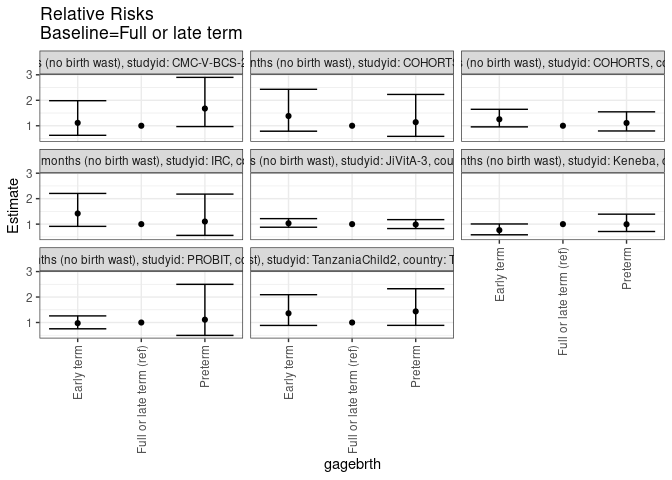 Relative Risks
Baseline=Full or late term
(no birth wast), studyid: CMC-V-BCS-2
nths (no birth wast), studyid: COHORTS
(no birth wast), studyid: COHORTS, co
3
2
1
months (no birth wast), studyid: IRC, co
s (no birth wast), studyid: JiVitA-3, cou
nths (no birth wast), studyid: Keneba, c
3
2
1
Estimate
ths (no birth wast), studyid: PROBIT, co
st), studyid: TanzaniaChild2, country: T
3
2
1
Early term
Full or late term (ref)
Preterm
Early term
Full or late term (ref)
Preterm
Early term
Full or late term (ref)
Preterm
gagebrth